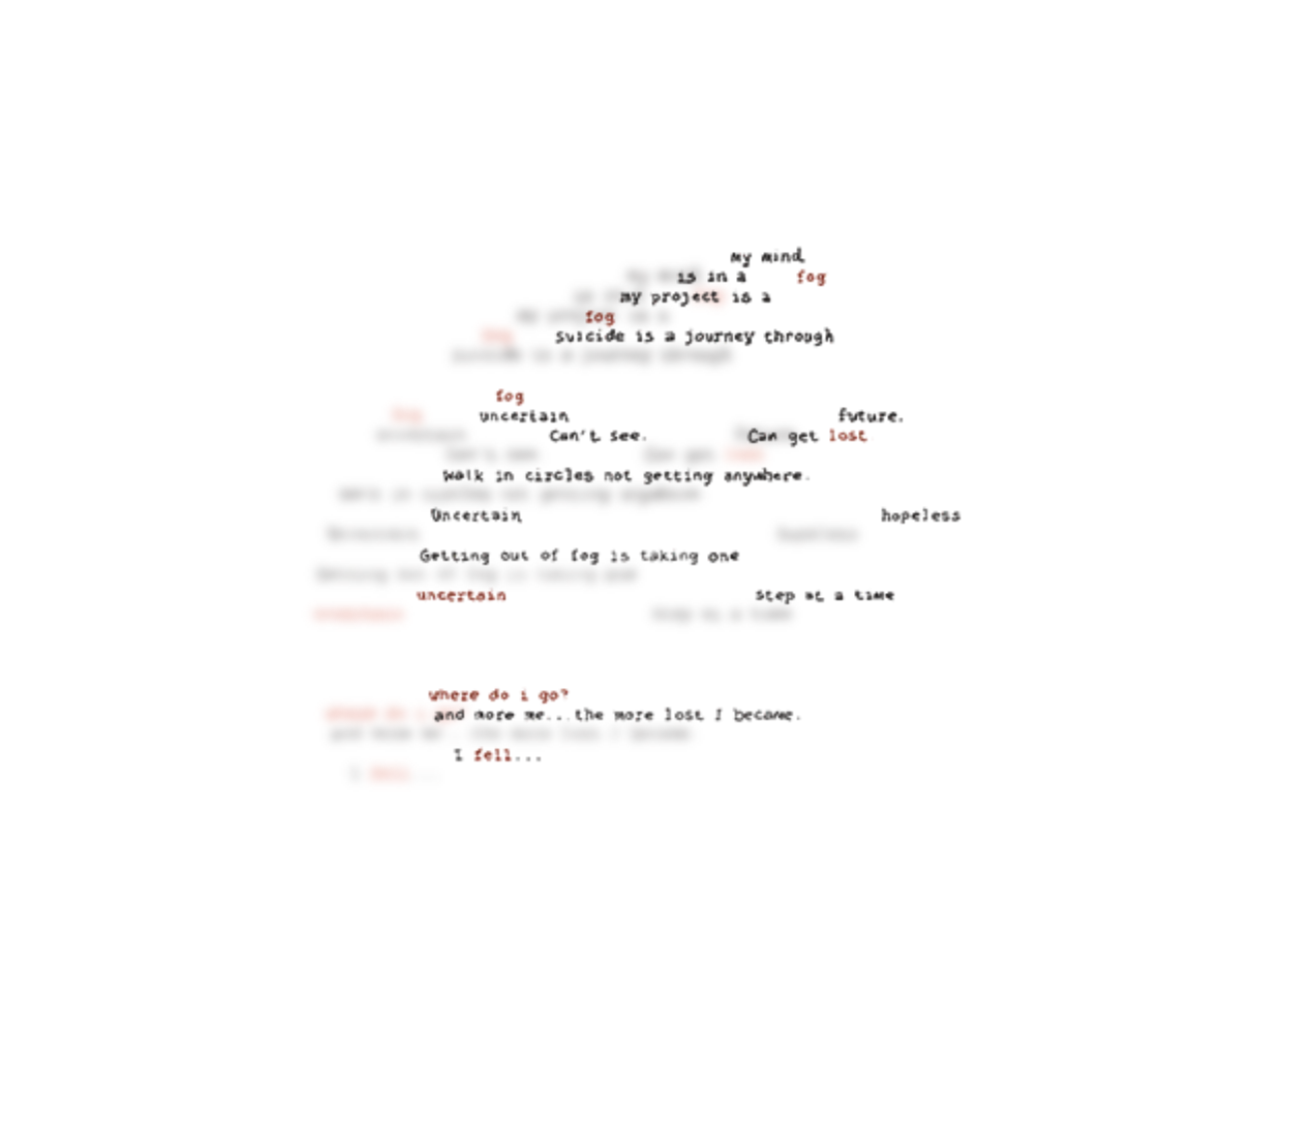 my mind
is in a fog
my project is a
fog
suicide is a journey through
fog
uncertain future.
Can't see. Can get lost
Walk in circles not getting anywhere.
Uncertain hopeless
Getting out of fog is taking one
uncertain step at a time
where do i go?
and more me...the more lost I become.
I fell...